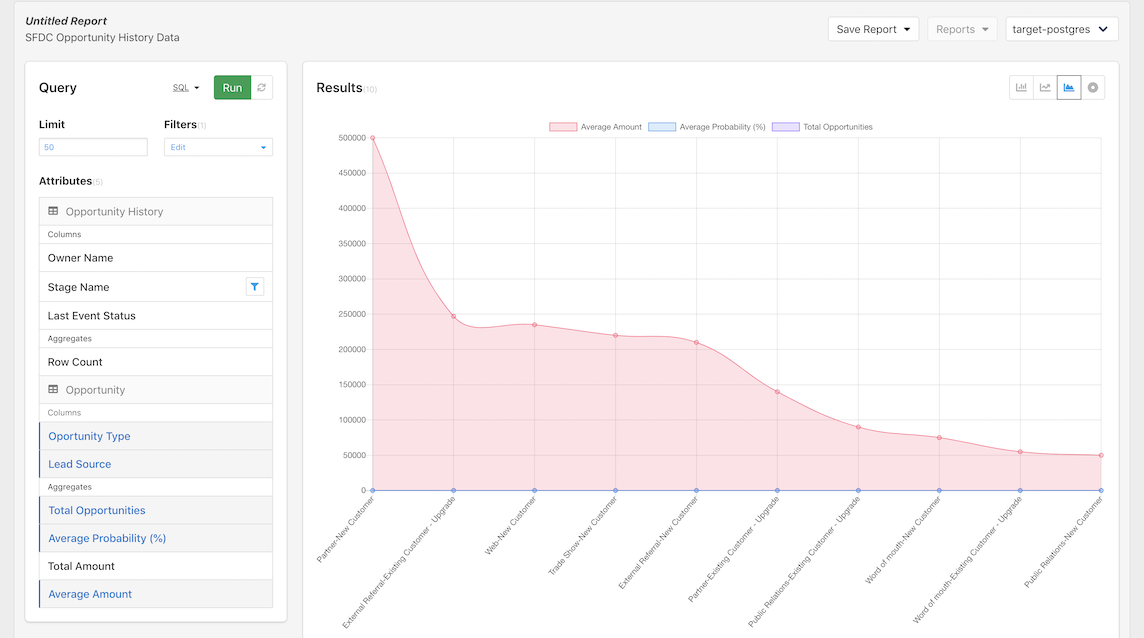 Untitled Report
SFDC Opportunity History Data
Save Report
Reports
target-postgres
Query
SQL
Run
Limit
Filters(1)
50
Edit
Attributes(5)
Opportunity History
Columns
Owner Name
Stage Name
Last Event Status
Aggregates
Row Count
Opportunity
Columns
Oportunity Type
Lead Source
Aggregates
Total Opportunities
Average Probability (%)
Total Amount
Average Amount
Results(10)
Average Amount
Average Probability (%)
Total Opportunities
500000
450000
400000
350000
300000
250000
200000
150000
100000
50000
0
Partner-New Customer
External Referral-Existing Customer - Upgrade
Web-New Customer
Trade Show-New Customer
External Referral-New Customer
Partner-Existing Customer - Upgrade
Public Relations-Existing Customer - Upgrade
Word of mouth-New Customer
Word of mouth-Existing Customer - Upgrade
Public Relations-New Customer